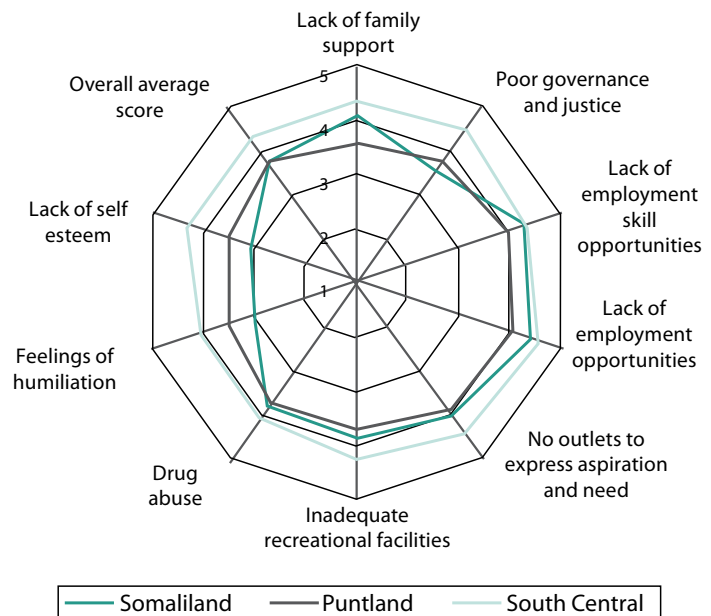 Lack of family
support
5
Overall average
score
Poor governance
and justice
4
Lack of
employment
skill
opportunities
3
Lack of self
esteem
2
1
Lack of
employment
opportunities
Feelings of
humiliation
No outlets to
express aspiration
and need
Drug
abuse
Inadequate
recreational facilities
Somaliland
Puntland
South Central